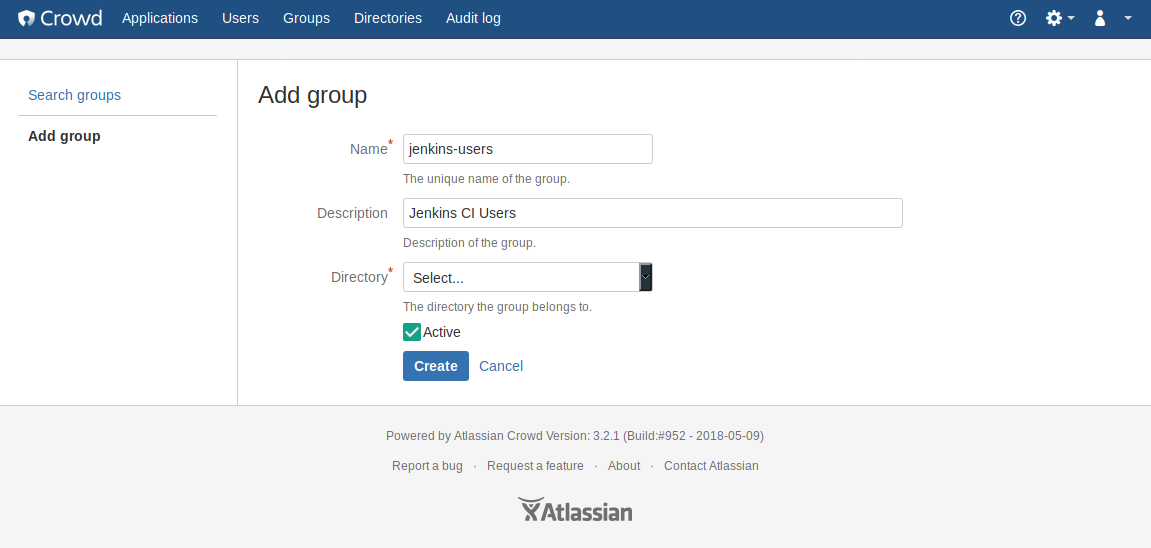 Crowd Applications Users Groups Directories Audit log
Search groups
Add group
Add group
Name*
jenkins-users
The unique name of the group.
Description
Jenkins CI Users
Description of the group.
Directory*
Select...
The directory the group belongs to.
Active
Create Cancel
Powered by Atlassian Crowd Version: 3.2.1 (Build:#952 - 2018-05-09)
Report a bug · Request a feature · About · Contact Atlassian
Atlassian